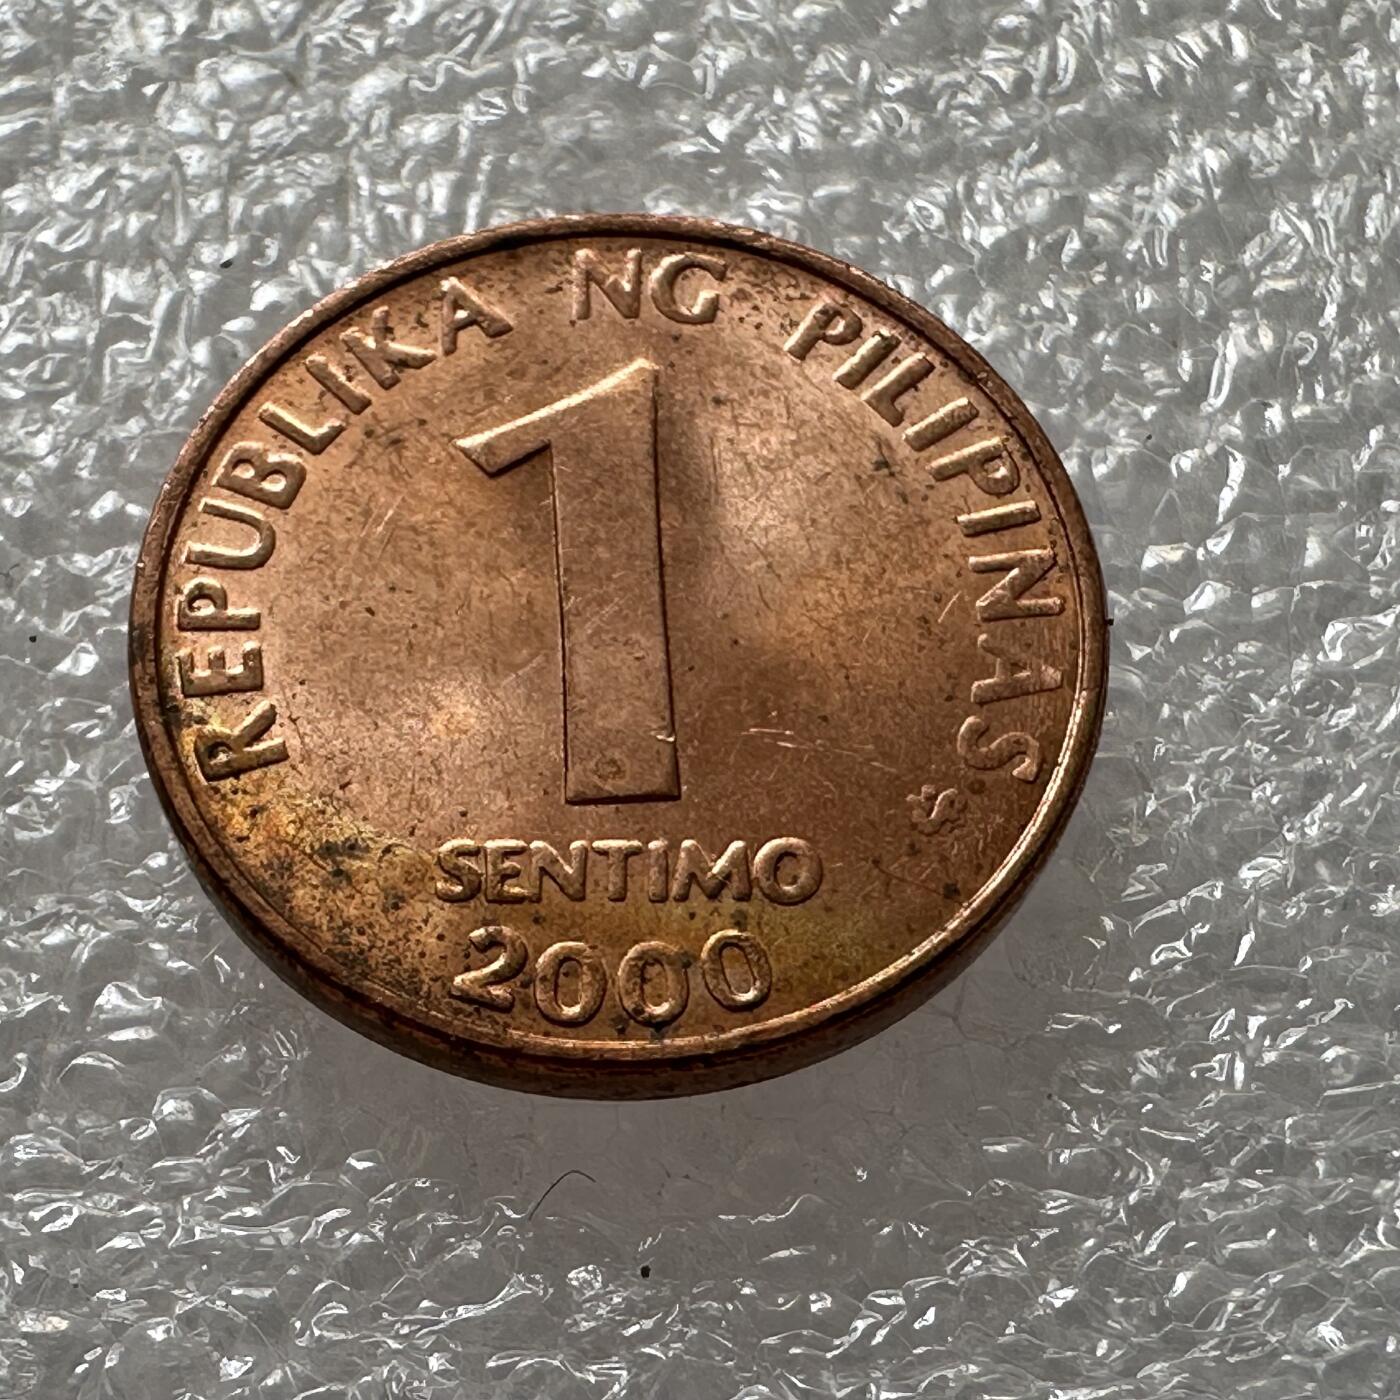 REPUBLIKA NG PILIPINAS
1
SENTIMO
2000